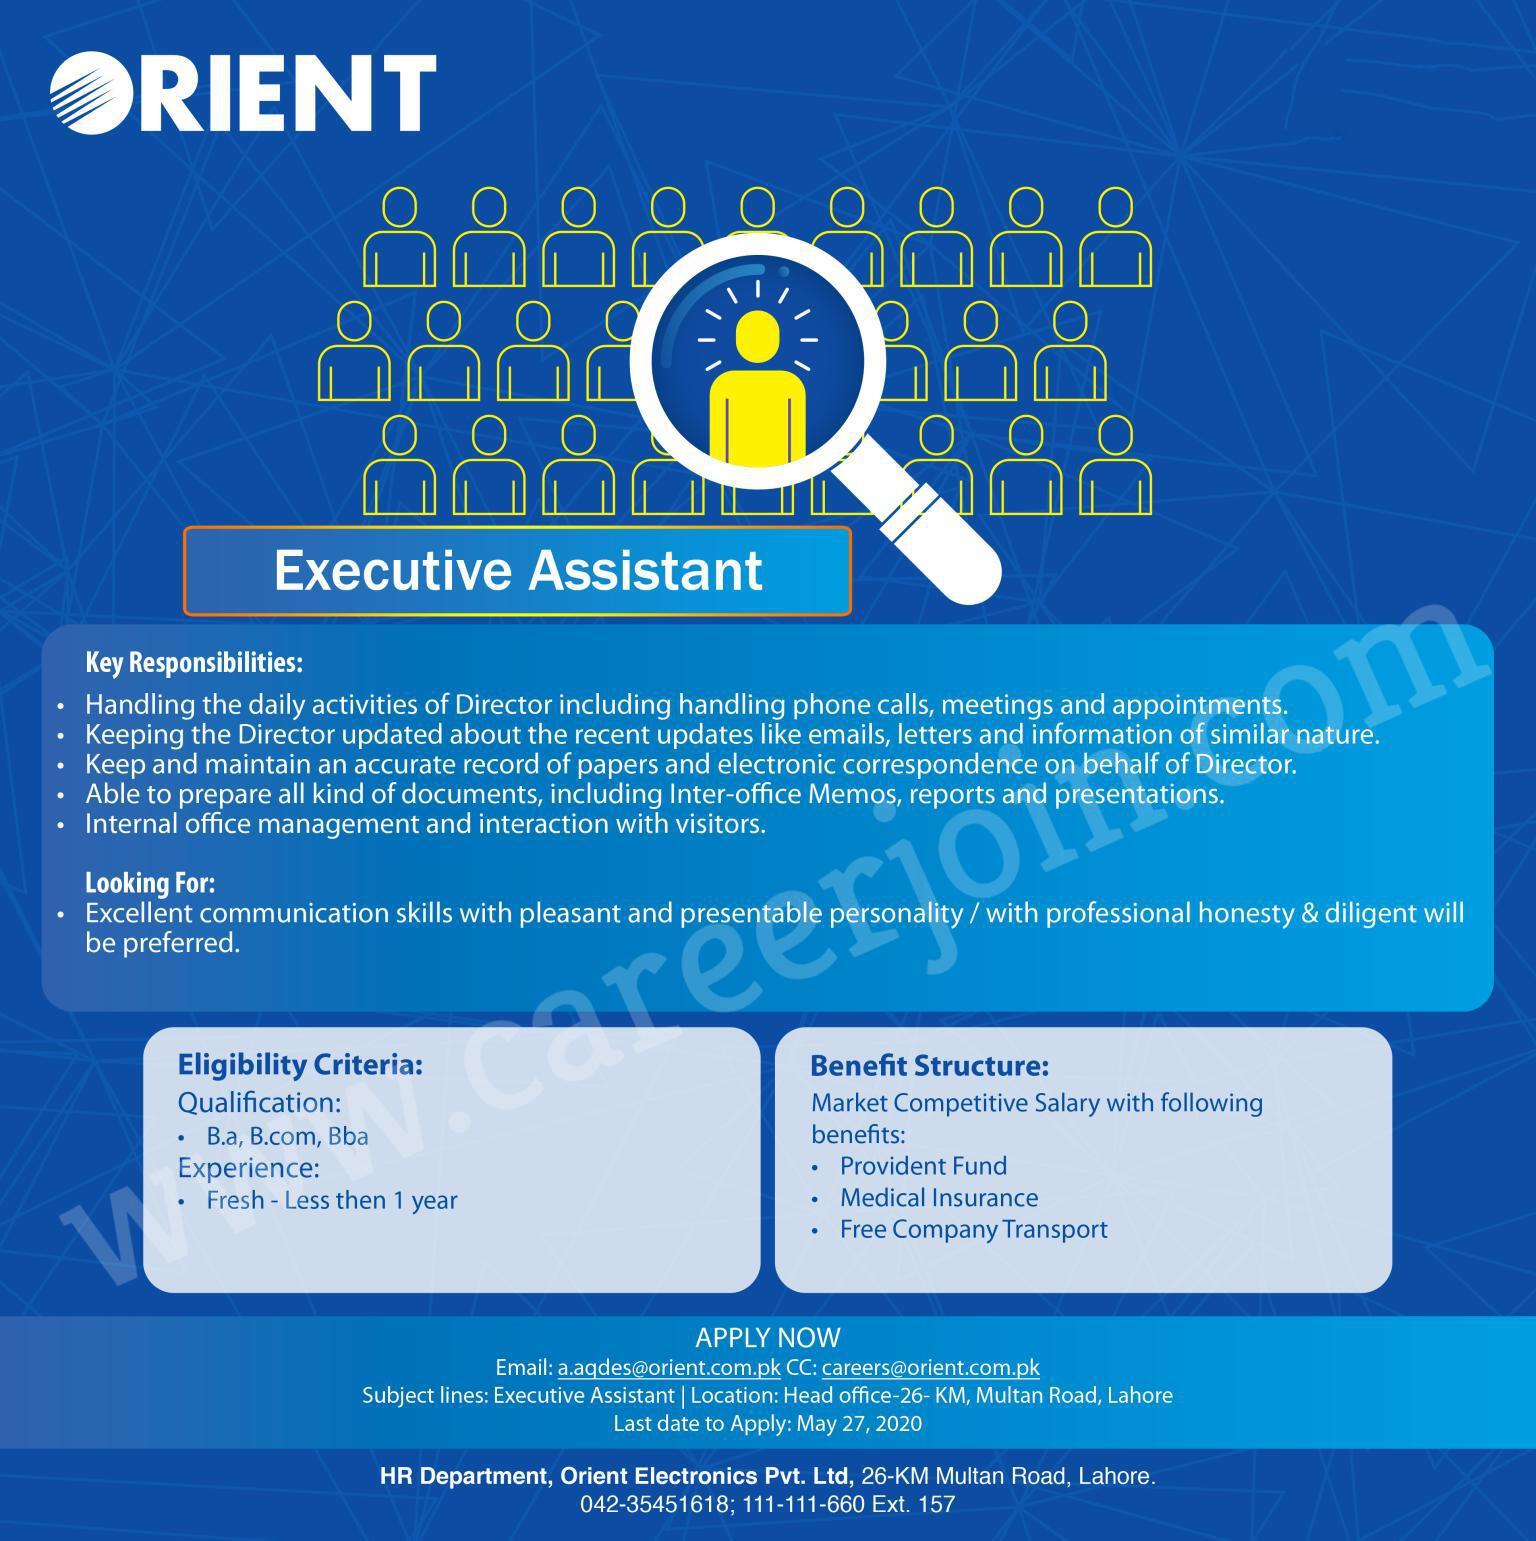 ORIENT
Executive Assistant
Key Responsibilities:
• Handling the daily activities of Director including handling phone calls, meetings and appointments.
• Keeping the Director updated about the recent updates like emails, letters and information of similar nature.
• Keep and maintain an accurate record of papers and electronic correspondence on behalf of Director.
• Able to prepare all kind of documents, including Inter-office Memos, reports and presentations.
• Internal office management and interaction with visitors.
Looking For:
• Excellent communication skills with pleasant and presentable personality / with professional honesty & diligent will
be preferred.
www.careerjoin.com
Eligibility Criteria:
Qualification:
• B.a, B.com, Bba
Experience:
• Fresh - Less then 1 year
Benefit Structure:
Market Competitive Salary with following
benefits:
• Provident Fund
• Medical Insurance
• Free Company Transport
APPLY NOW
Email: a.aqdes@orient.com.pk CC: careers@orient.com.pk
Subject lines: Executive Assistant | Location: Head office-26- KM, Multan Road, Lahore
Last date to Apply: May 27, 2020
HR Department, Orient Electronics Pvt. Ltd, 26-KM Multan Road, Lahore.
042-35451618; 111-111-660 Ext. 157